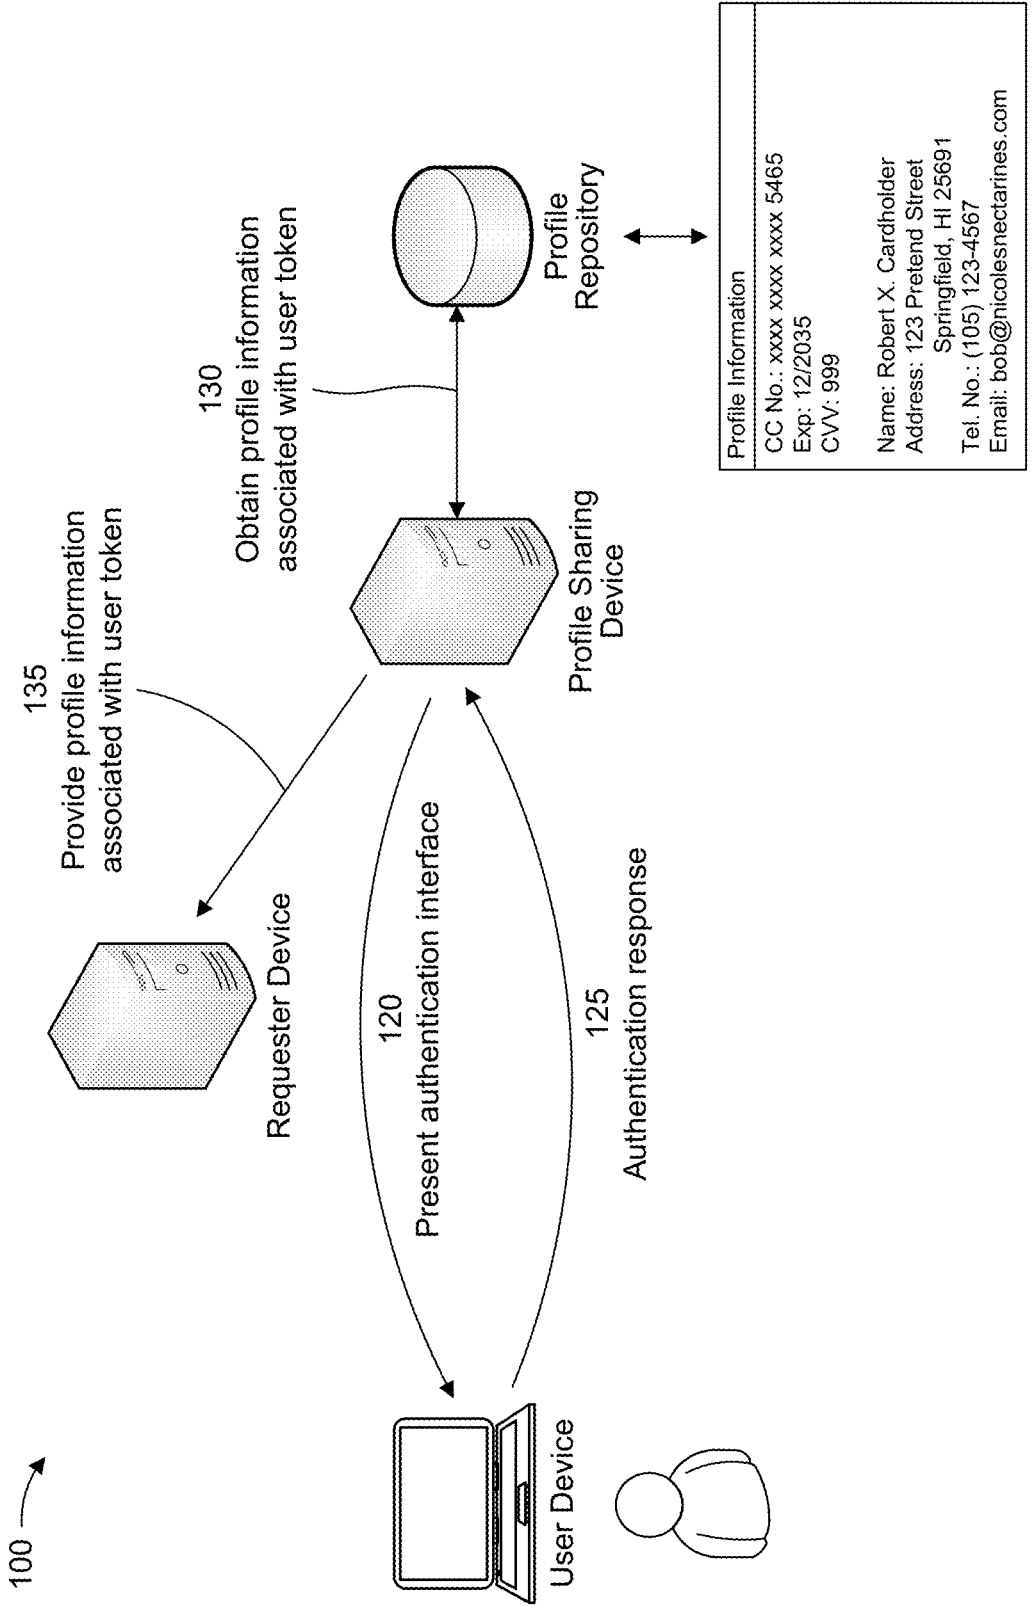 100
135
Provide profile information
associated with user token
130
Obtain profile information
associated with user token
Requester Device
120
Present authentication interface
125
Authentication response
User Device
Profile Sharing
Device
Profile
Repository
Profile Information
CC No.: xxxx xxxx xxxx 5465
Exp: 12/2035
CVV: 999
Name: Robert X. Cardholder
Address: 123 Pretend Street
Springfield, HI 25691
Tel. No.: (105) 123-4567
Email: bob@nicolesnectarines.com